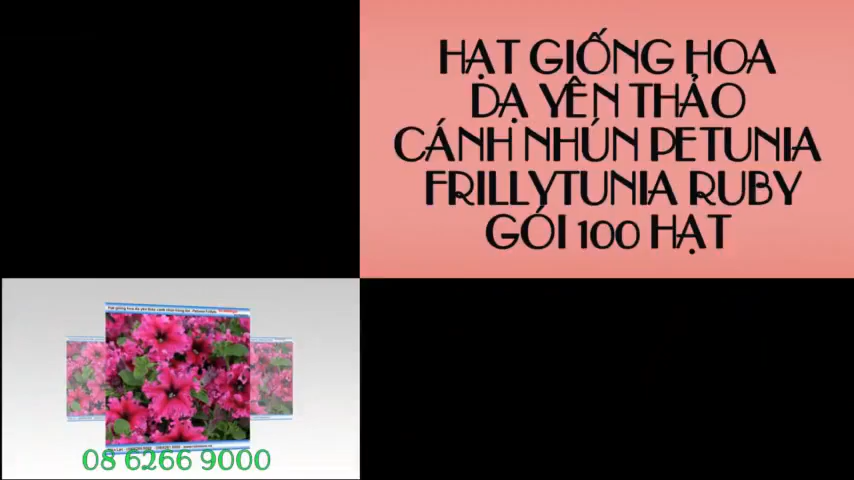 HẠT GIỐNG HOA
DẠ YÊN THẢO
CÁNH NHÚN PETUNIA
FRILLYTUNIA RUBY
GÓI 100 HẠT
08 6266 9000